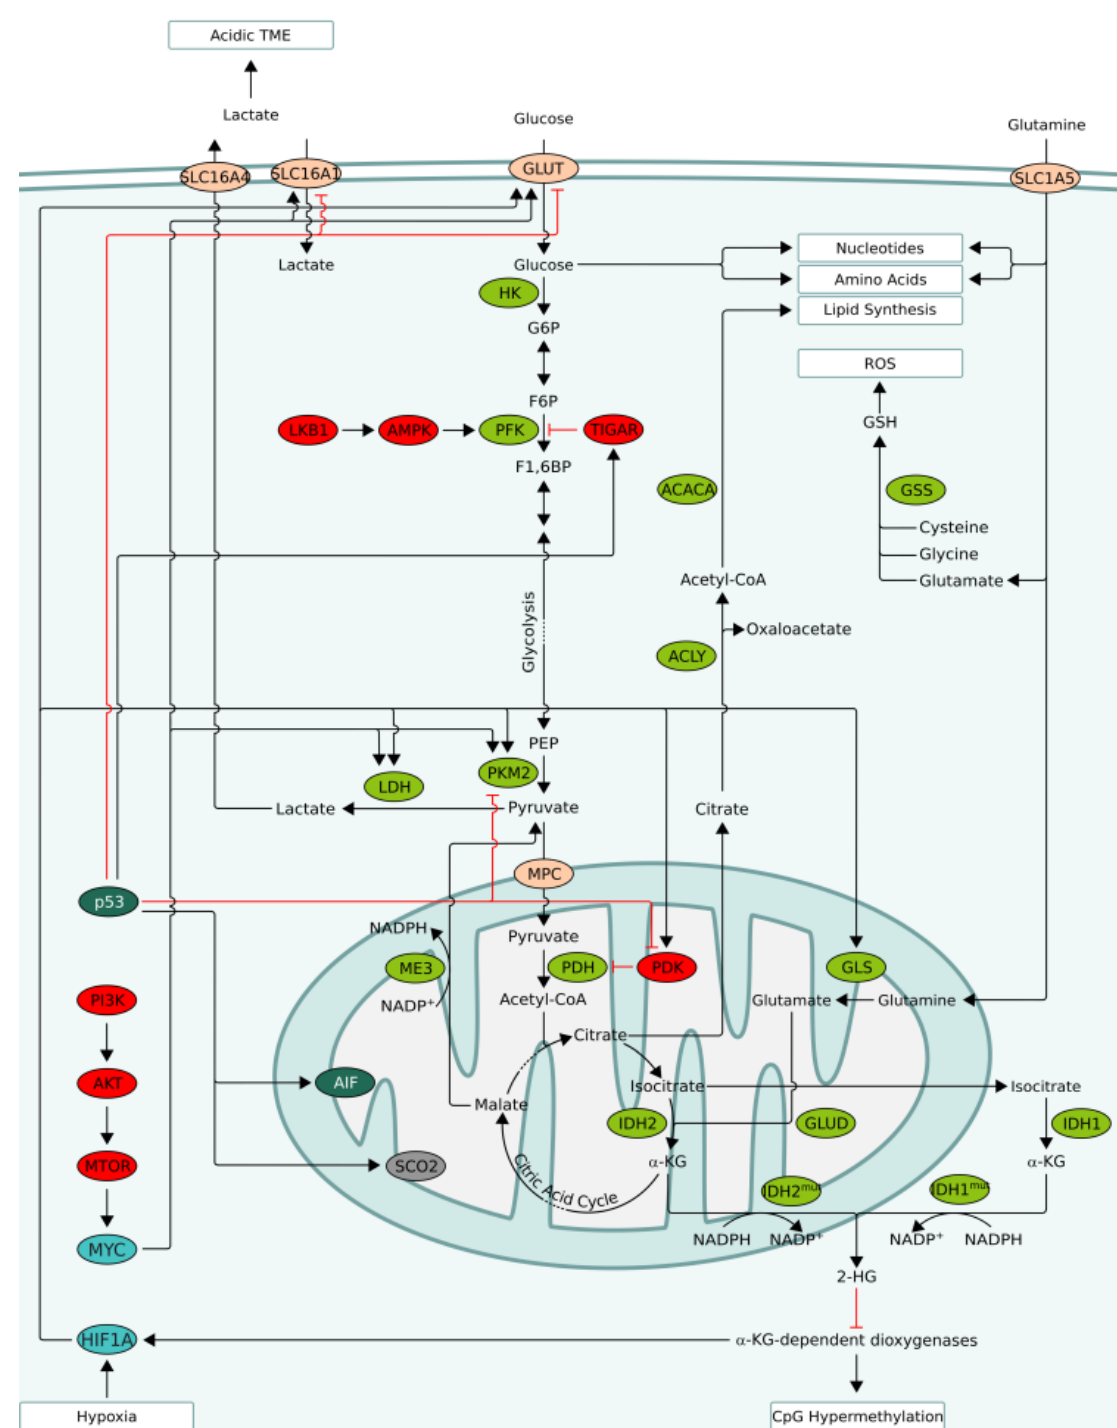 Acidic TME
Lactate
Glucose
Glutamine
SLC16A4
SLC16A1
GLUT
SLC1A5
Lactate
Glucose
Nucleotides
Amino Acids
Lipid Synthesis
HK
G6P
ROS
F6P
GSH
LKB1
AMPK
PFK
TIGAR
F1,6BP
ACACA
GSS
Cysteine
Glycine
Acetyl-CoA
Glutamate
Glycolysis
Oxaloacetate
ACLY
PEP
LDH
PKM2
Lactate
Pyruvate
Citrate
MPC
p53
NADPH
Pyruvate
ME3
PDH
PDK
GLS
PI3K
NADP⁺
Acetyl-CoA
Glutamate
Glutamine
Citrate
AKT
AIF
Isocitrate
Isocitrate
Malate
IDH2
GLUD
IDH1
MTOR
SCO2
α-KG
α-KG
Citric Acid Cycle
IDH2ᵐᵘᵗ
IDH1ᵐᵘᵗ
MYC
NADPH
NADP⁺
NADP⁺
NADPH
2-HG
HIF1A
α-KG-dependent dioxygenases
Hypoxia
CpG Hypermethylation